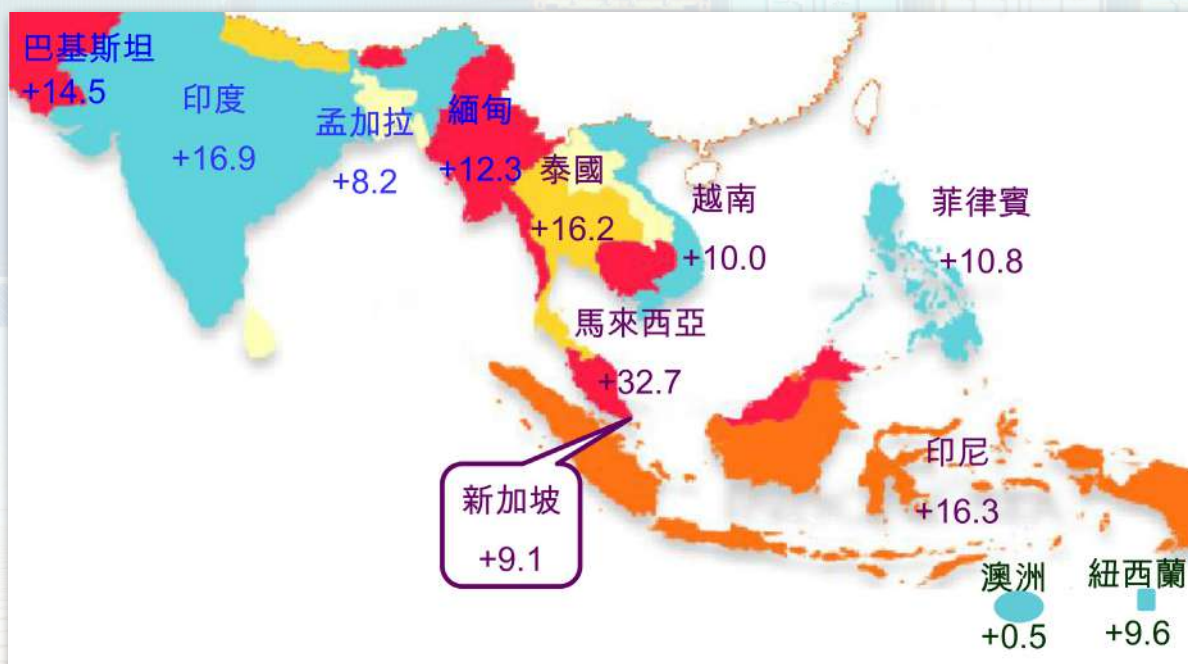 巴基斯坦
+14.5
印度
+16.9
孟加拉
+8.2
緬甸
+12.3
泰國
+16.2
越南
+10.0
菲律賓
+10.8
馬來西亞
+32.7
新加坡
+9.1
印尼
+16.3
澳洲
+0.5
紐西蘭
+9.6